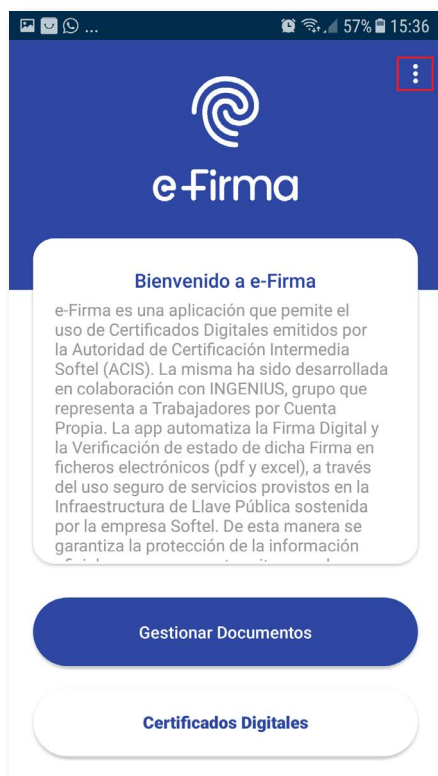 ... 57% 15:36
e-Firma
Bienvenido a e-Firma
e-Firma es una aplicación que pemite el
uso de Certificados Digitales emitidos por
la Autoridad de Certificación Intermedia
Softel (ACIS). La misma ha sido desarrollada
en colaboración con INGENIUS, grupo que
representa a Trabajadores por Cuenta
Propia. La app automatiza la Firma Digital y
la Verificación de estado de dicha Firma en
ficheros electrónicos (pdf y excel), a través
del uso seguro de servicios provistos en la
Infraestructura de Llave Pública sostenida
por la empresa Softel. De esta manera se
garantiza la protección de la información
Gestionar Documentos
Certificados Digitales